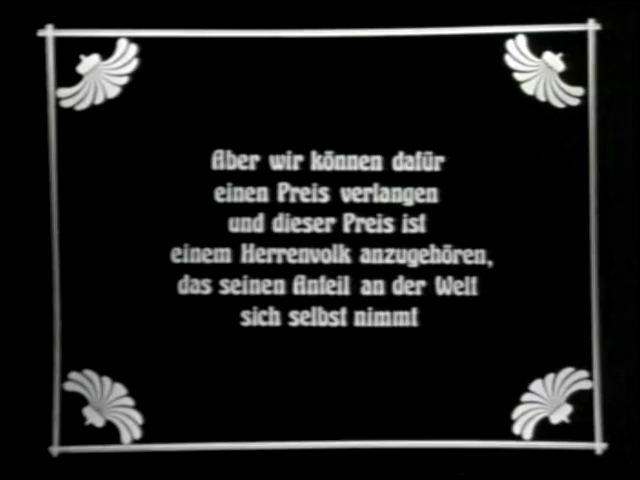 Aber wir können dafür
einen Preis verlangen
und dieser Preis ist
einem Herrenvolk anzugehören,
das seinen Anteil an der Welt
sich selbst nimmt